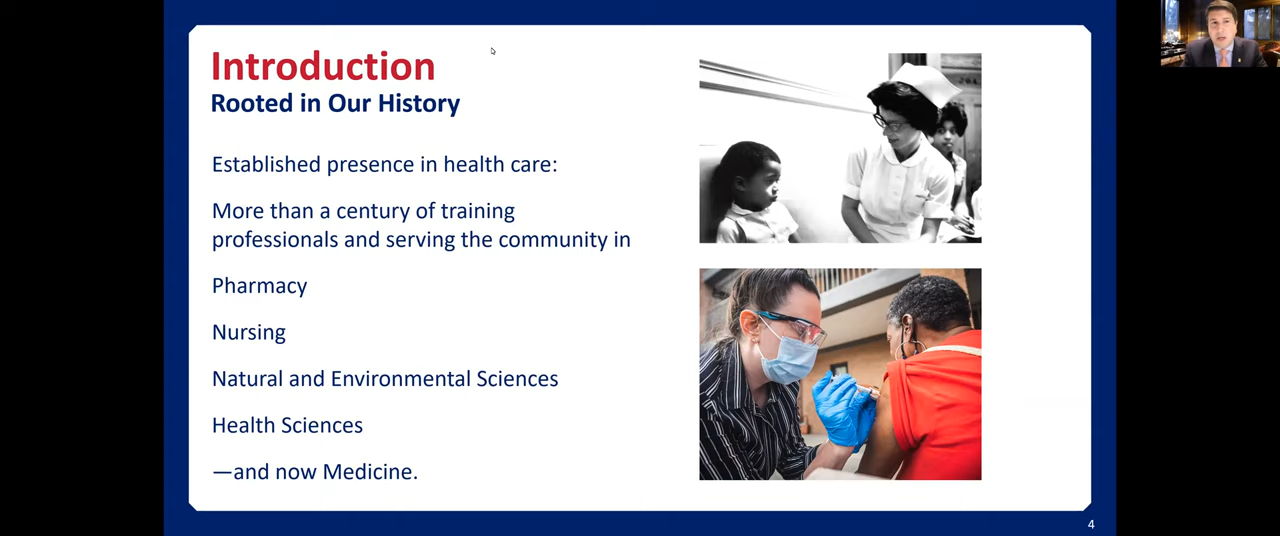 Introduction
Rooted in Our History
Established presence in health care:
More than a century of training
professionals and serving the community in
Pharmacy
Nursing
Natural and Environmental Sciences
Health Sciences
—and now Medicine.
4